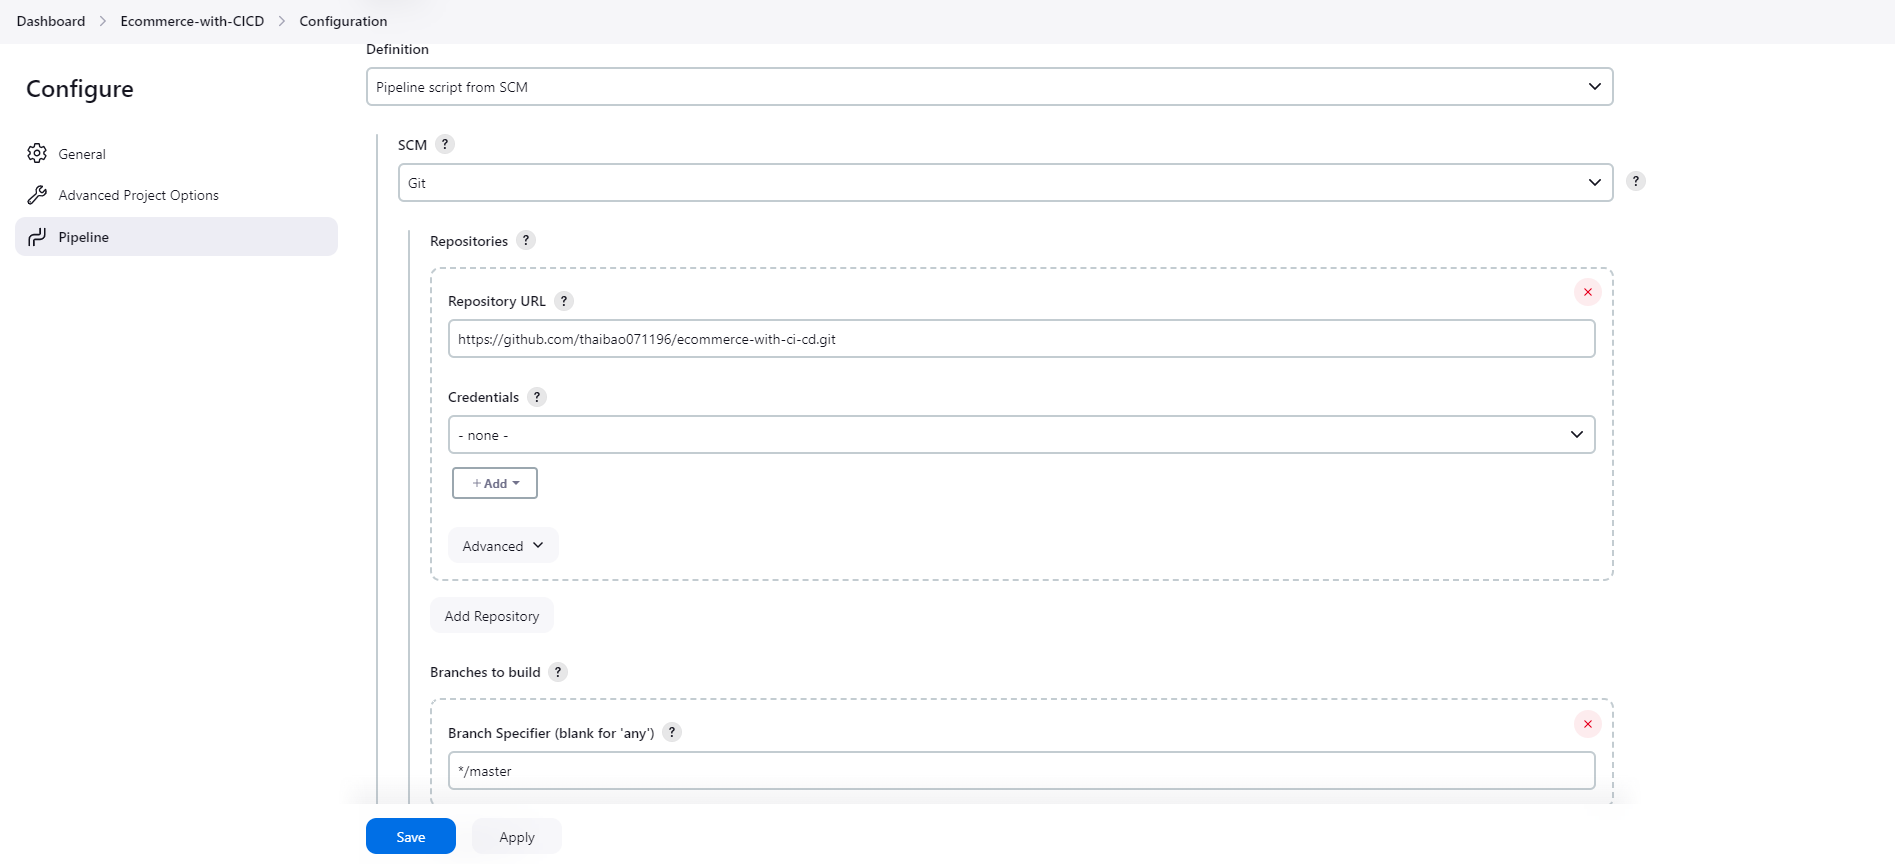 Dashboard > Ecommerce-with-CICD > Configuration
Configure
General
Advanced Project Options
Pipeline
Definition
Pipeline script from SCM
SCM ?
Git
?
Repositories ?
Repository URL ?
https://github.com/thaibao071196/ecommerce-with-ci-cd.git
Credentials ?
- none -
+ Add
Advanced
Add Repository
Branches to build ?
Branch Specifier (blank for 'any') ?
*/master
Save Apply